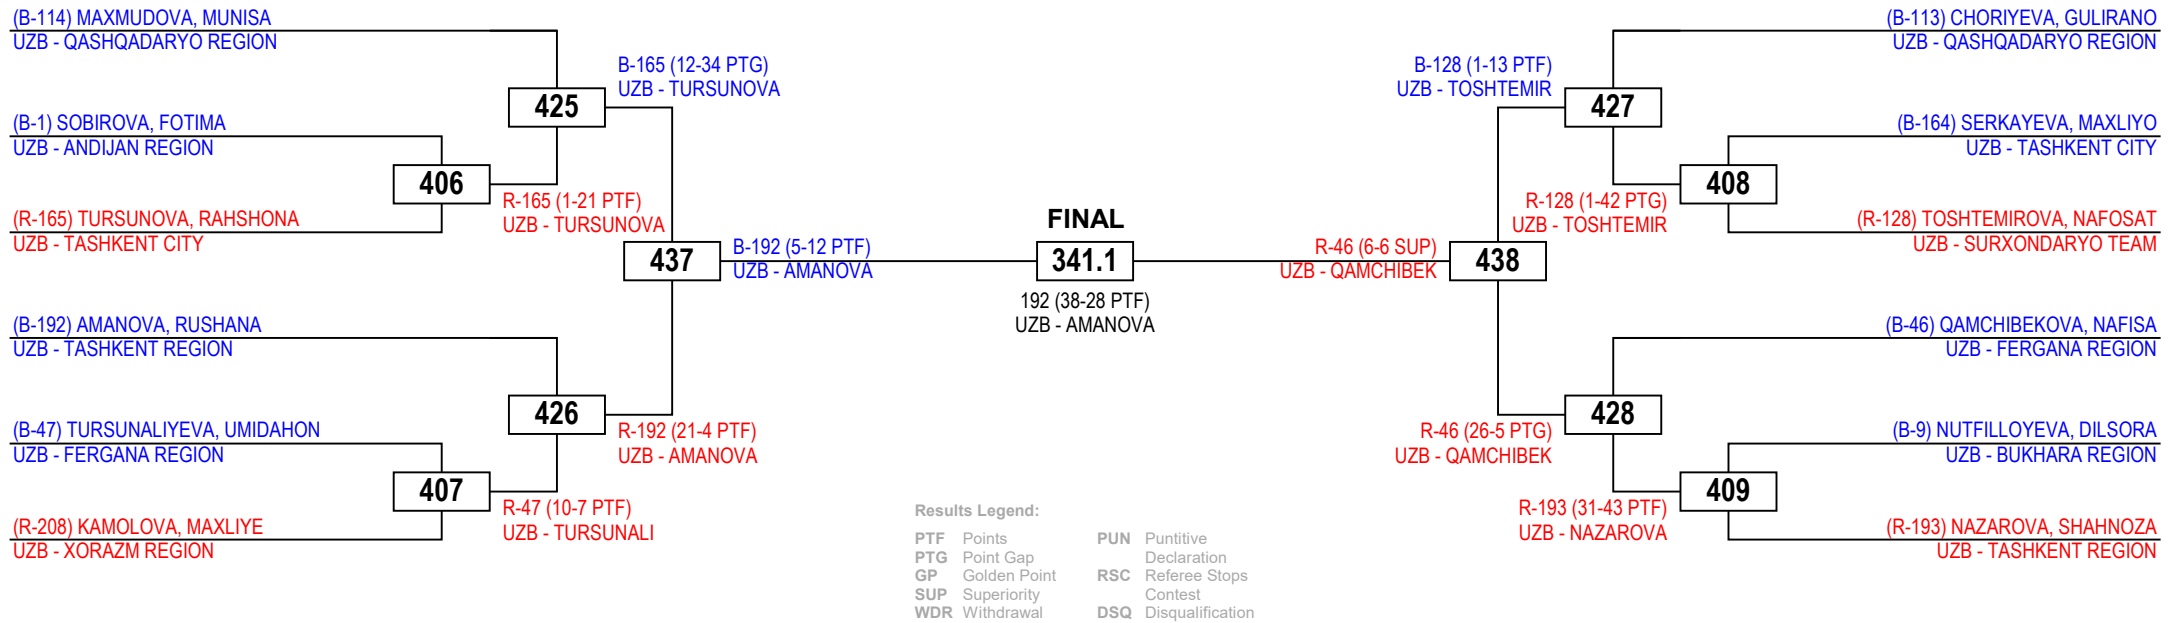 (B-114) MAXMUDOVA, MUNISA
UZB - QASHQADARYO REGION
(B-1) SOBIROVA, FOTIMA
UZB - ANDIJAN REGION
(R-165) TURSUNOVA, RAHSHONA
UZB - TASHKENT CITY
(B-192) AMANOVA, RUSHANA
UZB - TASHKENT REGION
(B-47) TURSUNALIYEVA, UMIDAHON
UZB - FERGANA REGION
(R-208) KAMOLOVA, MAXLIYE
UZB - XORAZM REGION
406
407
R-165 (1-21 PTF)
UZB - TURSUNOVA
R-47 (10-7 PTF)
UZB - TURSUNALI
425
426
B-165 (12-34 PTG)
UZB - TURSUNOVA
R-192 (21-4 PTF)
UZB - AMANOVA
437
B-192 (5-12 PTF)
UZB - AMANOVA
FINAL
341.1
192 (38-28 PTF)
UZB - AMANOVA
R-46 (6-6 SUP)
UZB - QAMCHIBEK
438
B-128 (1-13 PTF)
UZB - TOSHTEMIR
R-46 (26-5 PTG)
UZB - QAMCHIBEK
427
428
R-128 (1-42 PTG)
UZB - TOSHTEMIR
R-193 (31-43 PTF)
UZB - NAZAROVA
408
409
(B-113) CHORIYEVA, GULIRANO
UZB - QASHQADARYO REGION
(B-164) SERKAYEVA, MAXLIYO
UZB - TASHKENT CITY
(R-128) TOSHTEMIROVA, NAFOSAT
UZB - SURXONDARYO TEAM
(B-46) QAMCHIBEKOVA, NAFISA
UZB - FERGANA REGION
(B-9) NUTFILLOYEVA, DILSORA
UZB - BUKHARA REGION
(R-193) NAZAROVA, SHAHNOZA
UZB - TASHKENT REGION
Results Legend:
PTF Points
PTG Point Gap
GP Golden Point
SUP Superiority
WDR Withdrawal
PUN Puntitive
Declaration
RSC Referee Stops
Contest
DSQ Disqualification